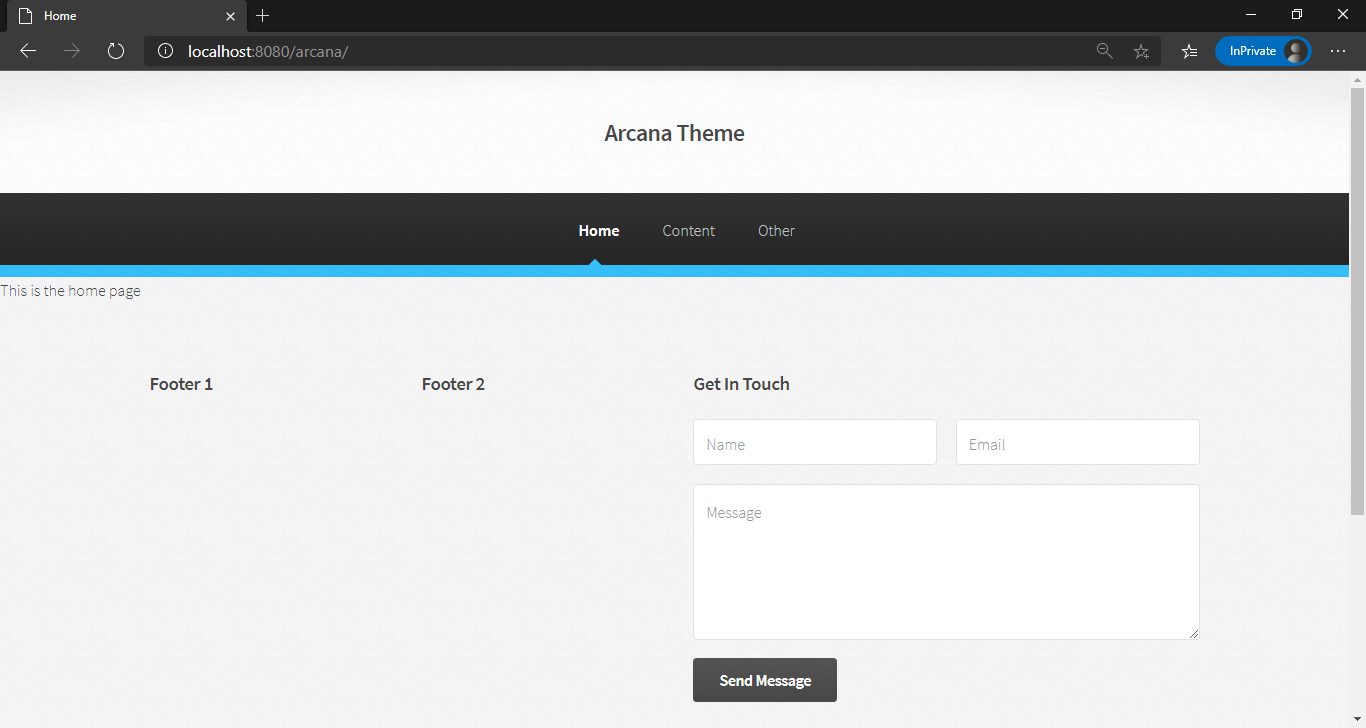 Home
localhost:8080/arcana/
InPrivate
Arcana Theme
Home Content Other
This is the home page
Footer 1 Footer 2 Get In Touch
Name Email
Message
Send Message